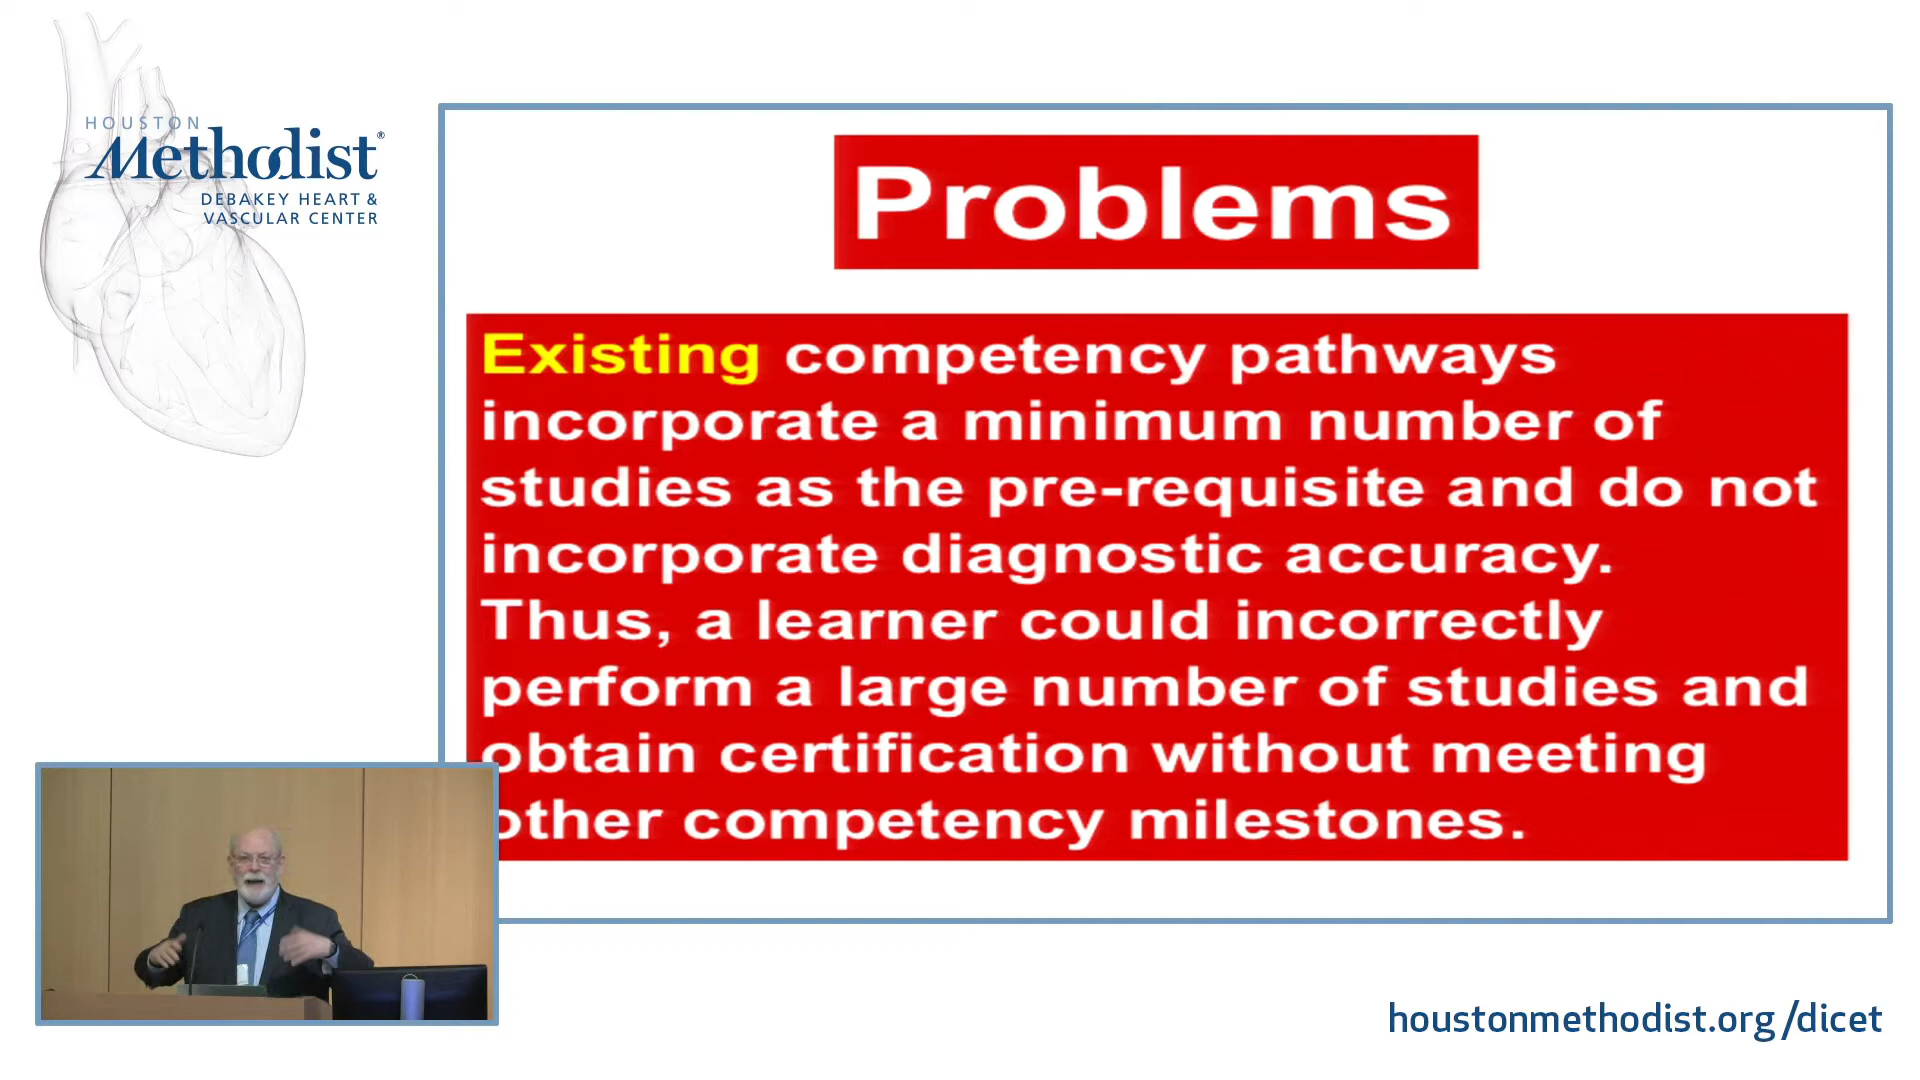 HOUSTON
Methodist®
DEBAKEY HEART &
VASCULAR CENTER
Problems
Existing competency pathways
incorporate a minimum number of
studies as the pre-requisite and do not
incorporate diagnostic accuracy.
Thus, a learner could incorrectly
perform a large number of studies and
obtain certification without meeting
other competency milestones.
houstonmethodist.org/dicet